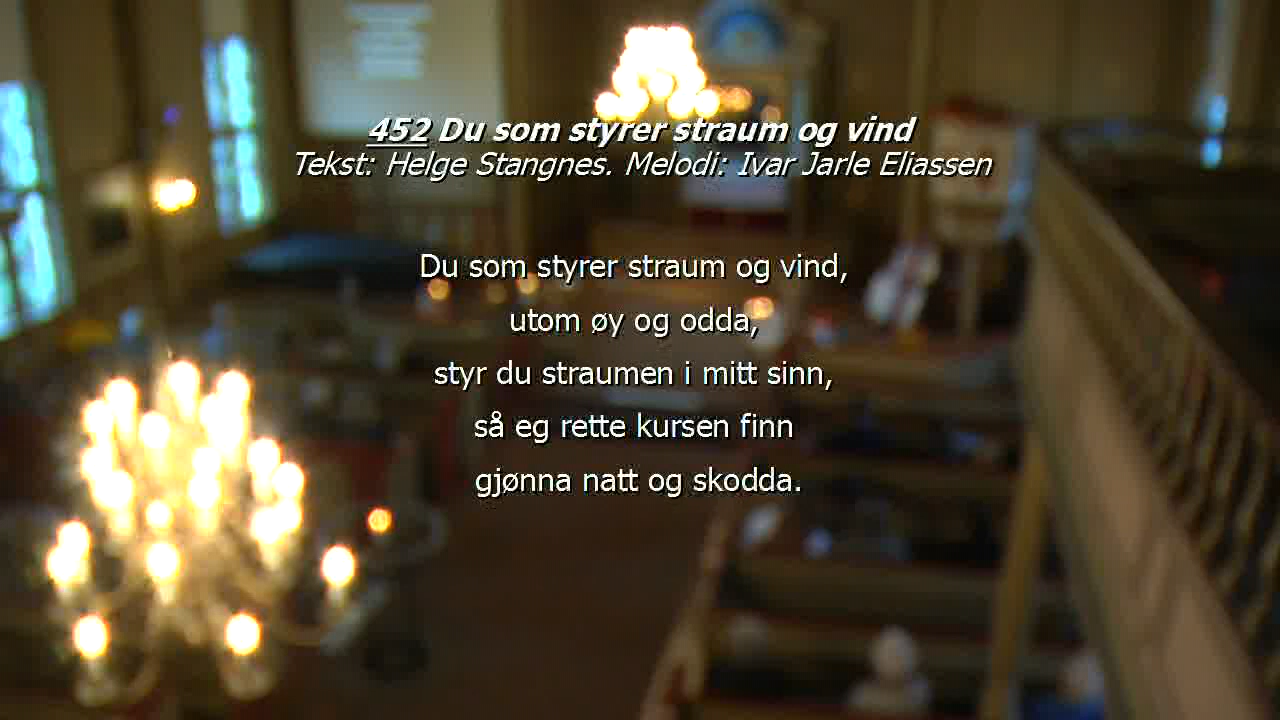 452 Du som styrer straum og vind
Tekst: Helge Stangnes. Melodi: Ivar Jarle Eliassen
Du som styrer straum og vind,
utom øy og odda,
styr du straumen i mitt sinn,
så eg rette kursen finn
gjønna natt og skodda.